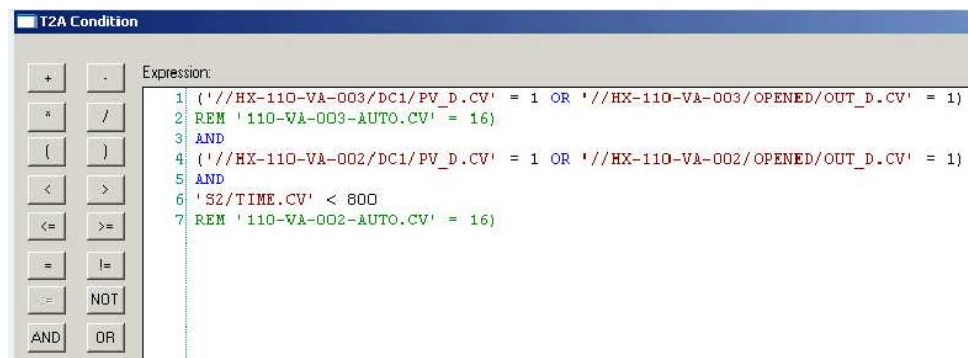 T2A Condition
Expression:
+ -
* /
( )
< >
<= >=
= !=
:= NOT
AND OR
1 ('//HX-110-VA-003/DC1/PV_D.CV' = 1 OR '//HX-110-VA-003/OPENED/OUT_D.CV' = 1)
2 REM '110-VA-003-AUTO.CV' = 16)
3 AND
4 ('//HX-110-VA-002/DC1/PV_D.CV' = 1 OR '//HX-110-VA-002/OPENED/OUT_D.CV' = 1)
5 AND
6 'S2/TIME.CV' < 800
7 REM '110-VA-002-AUTO.CV' = 16)